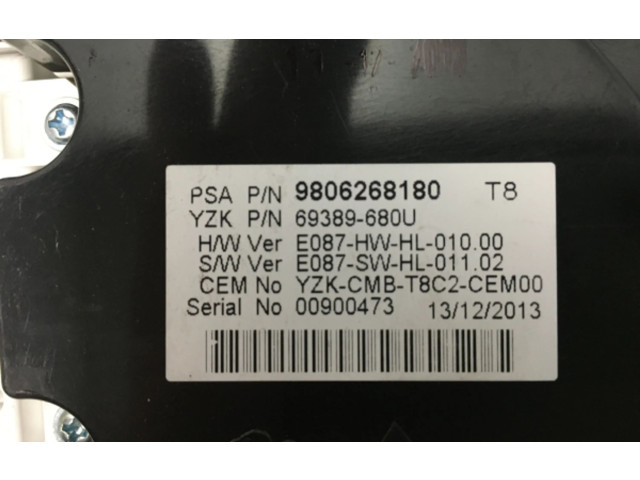 PSA P/N 9806268180 T8
YZK P/N 69389-680U
H/W Ver E087-HW-HL-010.00
S/W Ver E087-SW-HL-011.02
CEM No YZK-CMB-T8C2-CEM00
Serial No 00900473 13/12/2013